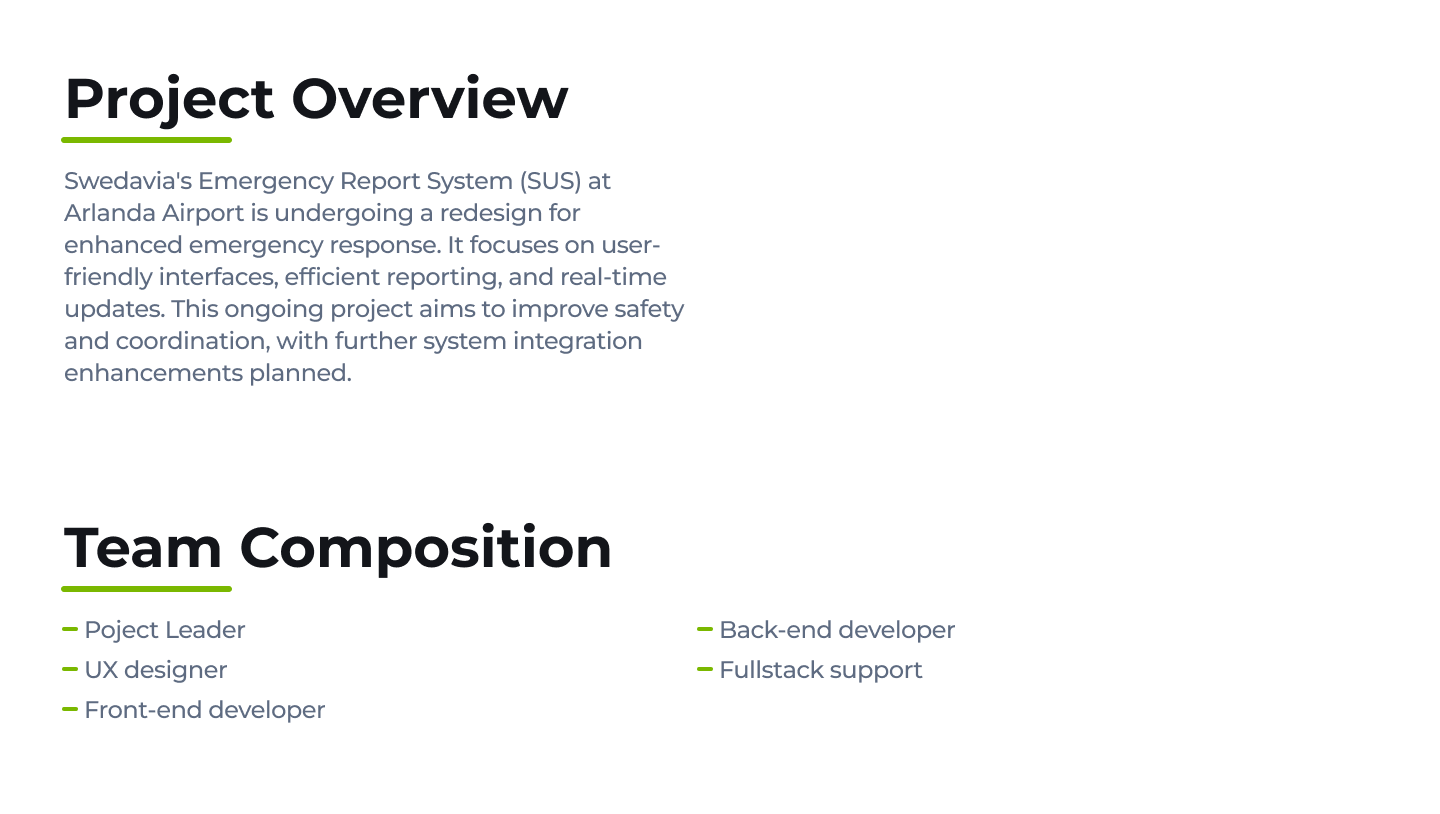 Project Overview
Swedavia's Emergency Report System (SUS) at
Arlanda Airport is undergoing a redesign for
enhanced emergency response. It focuses on user-
friendly interfaces, efficient reporting, and real-time
updates. This ongoing project aims to improve safety
and coordination, with further system integration
enhancements planned.
Team Composition
Poject Leader
UX designer
Front-end developer
Back-end developer
Fullstack support